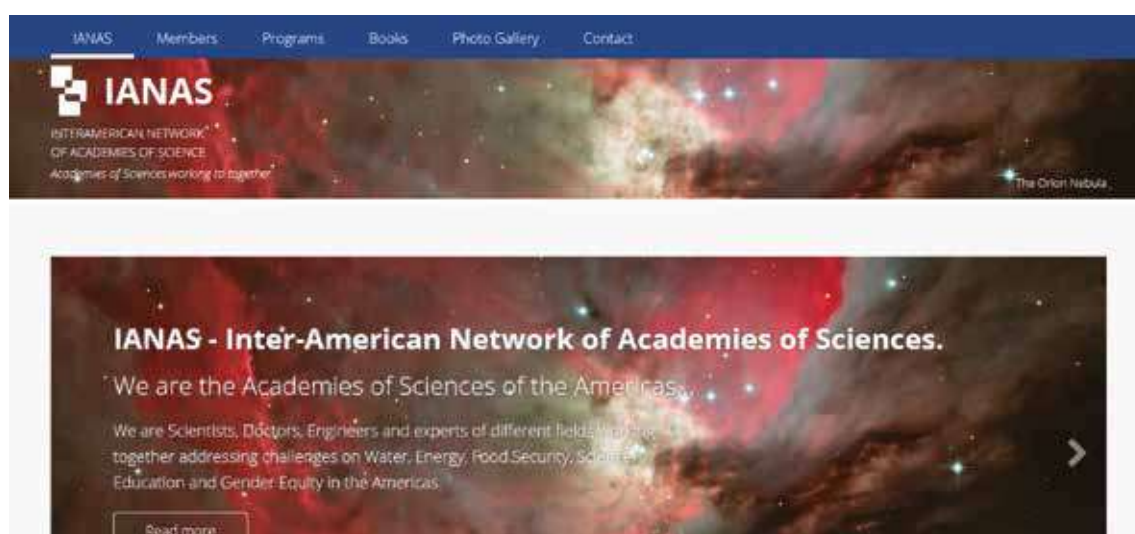 IANAS Members Programs Books Photo Gallery Contact
IANAS
INTERAMERICAN NETWORK
OF ACADEMIES OF SCIENCE
Academies of Sciences working to together
The Orion Nebula
IANAS - Inter-American Network of Academies of Sciences.
We are the Academies of Sciences of the Americas...
We are Scientists, Doctors, Engineers and experts of different fields working
together addressing challenges on Water, Energy, Food Security, Science
Education and Gender Equity in the Americas.
Read more